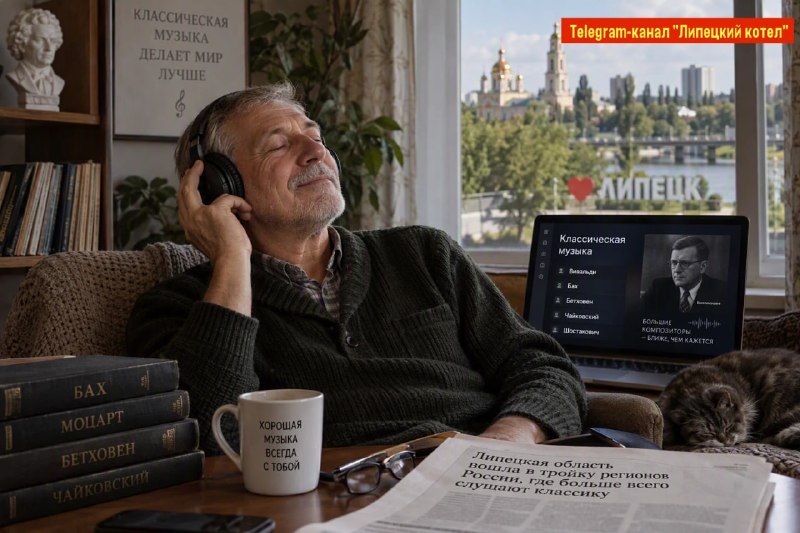 Telegram-канал "Липецкий котел"
КЛАССИЧЕСКАЯ
МУЗЫКА
ДЕЛАЕТ МИР
ЛУЧШЕ
ЛИПЕЦК
Классическая
музыка
Вивальди
Бах
Бетховен
Чайковский
Шостакович
БОЛЬШИЕ
КОМПОЗИТОРЫ
– БЛИЖЕ, ЧЕМ КАЖЕТСЯ
БАХ
МОЦАРТ
БЕТХОВЕН
ЧАЙКОВСКИЙ
ХОРОШАЯ
МУЗЫКА
ВСЕГДА
С ТОБОЙ
Липецкая область
вошла в тройку регионов
России, где больше всего
слушают классику